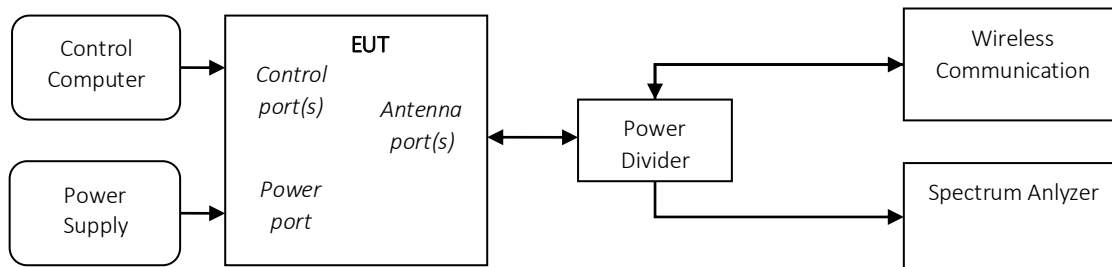 Control
Computer
Power
Supply
EUT
Control
port(s)
Antenna
port(s)
Power
port
Power
Divider
Wireless
Communication
Spectrum Anlyzer